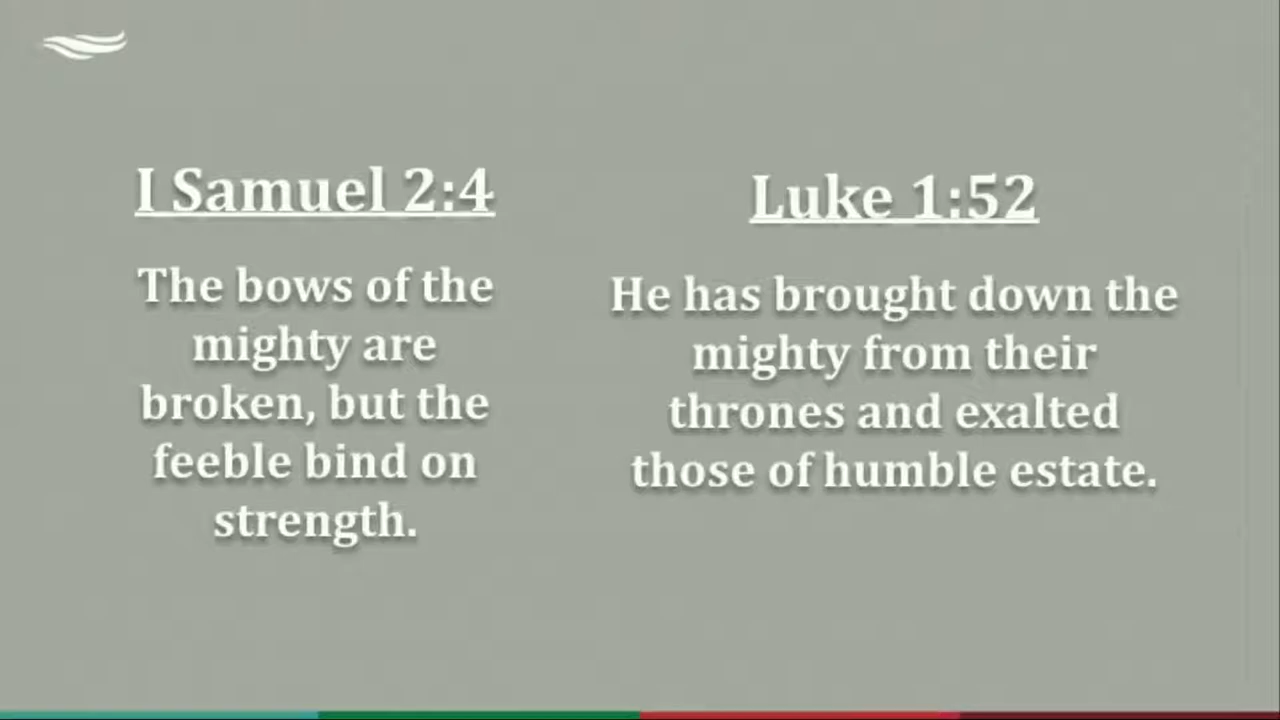 I Samuel 2:4
The bows of the
mighty are
broken, but the
feeble bind on
strength.
Luke 1:52
He has brought down the
mighty from their
thrones and exalted
those of humble estate.